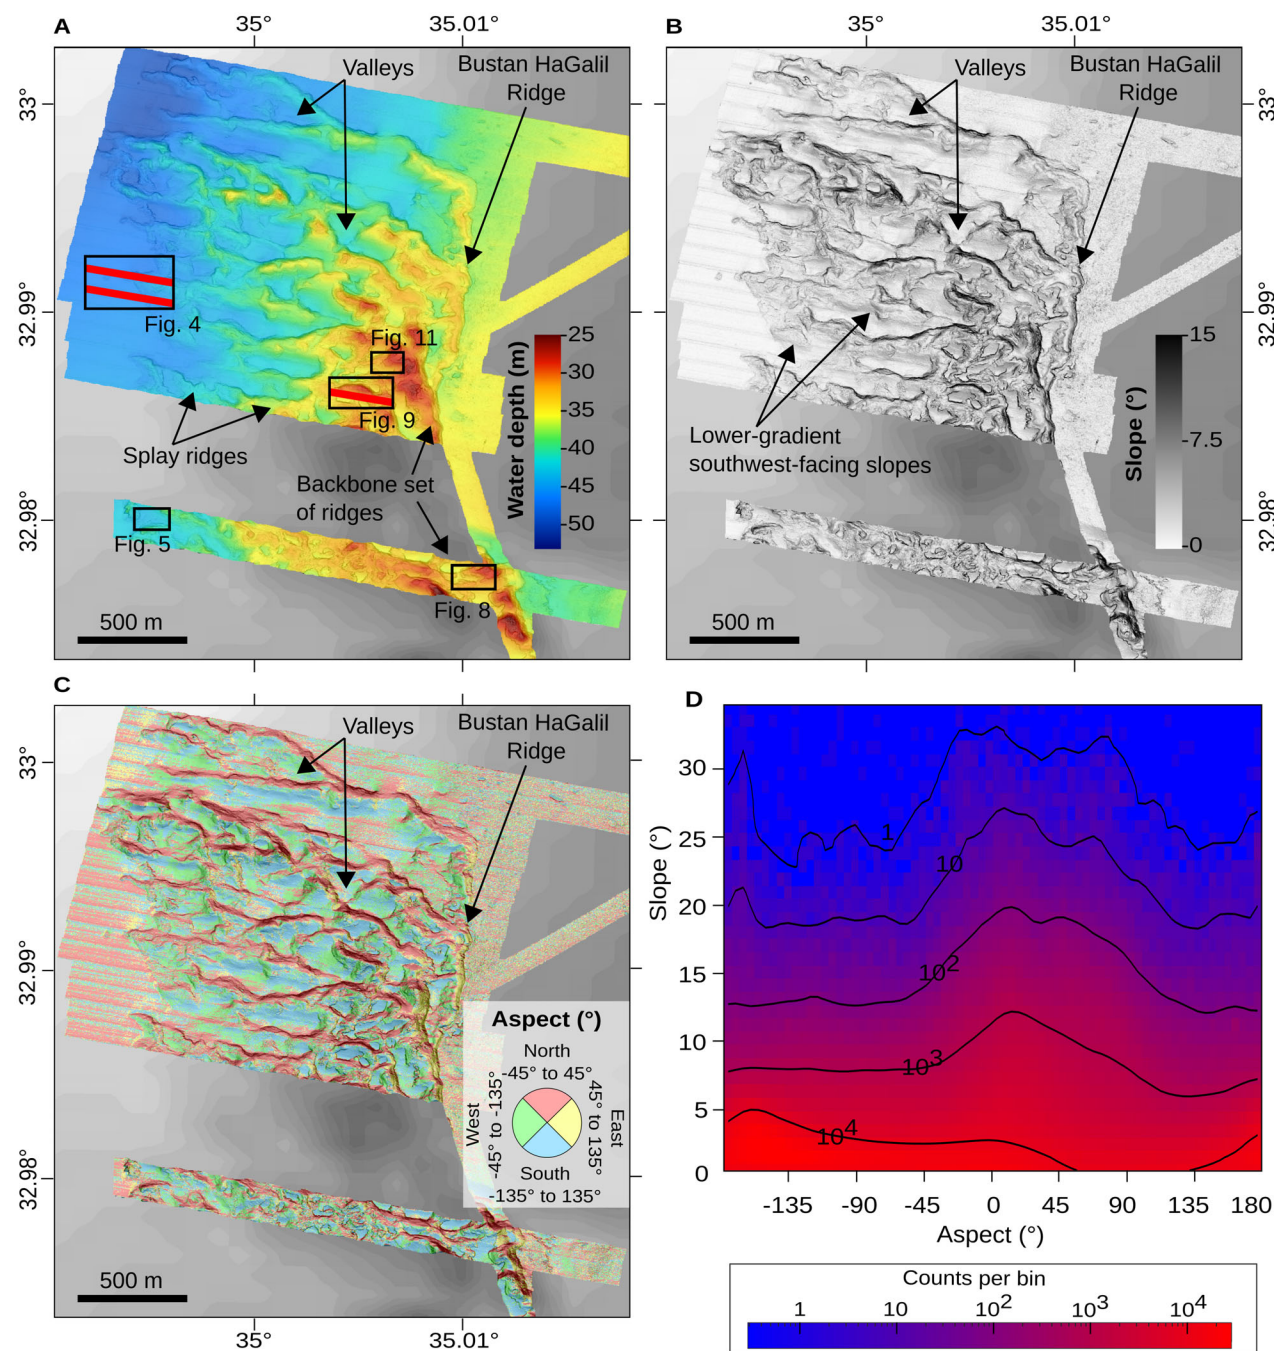 A
35°
35.01°
Valleys
Bustan HaGalil
Ridge
33°
32.99°
32.98°
Fig. 4
Fig. 11
Fig. 9
Splay ridges
Backbone set
of ridges
Fig. 5
Fig. 8
500 m
Water depth (m)
25
-30
-35
-40
-45
-50
B
35°
35.01°
Valleys
Bustan HaGalil
Ridge
33°
32.99°
32.98°
Lower-gradient
southwest-facing slopes
Slope (°)
15
-7.5
-0
500 m
C
Valleys
Bustan HaGalil
Ridge
33°
32.99°
32.98°
Aspect (°)
North
-45° to 45°
West
-45° to -135°
45° to 135°
East
South
-135° to 135°
500 m
35°
35.01°
D
Slope (°)
30
25
20
15
10
5
0
1
10
10²
10³
10⁴
-135
-90
-45
0
45
90
135
180
Aspect (°)
Counts per bin
1
10
10²
10³
10⁴